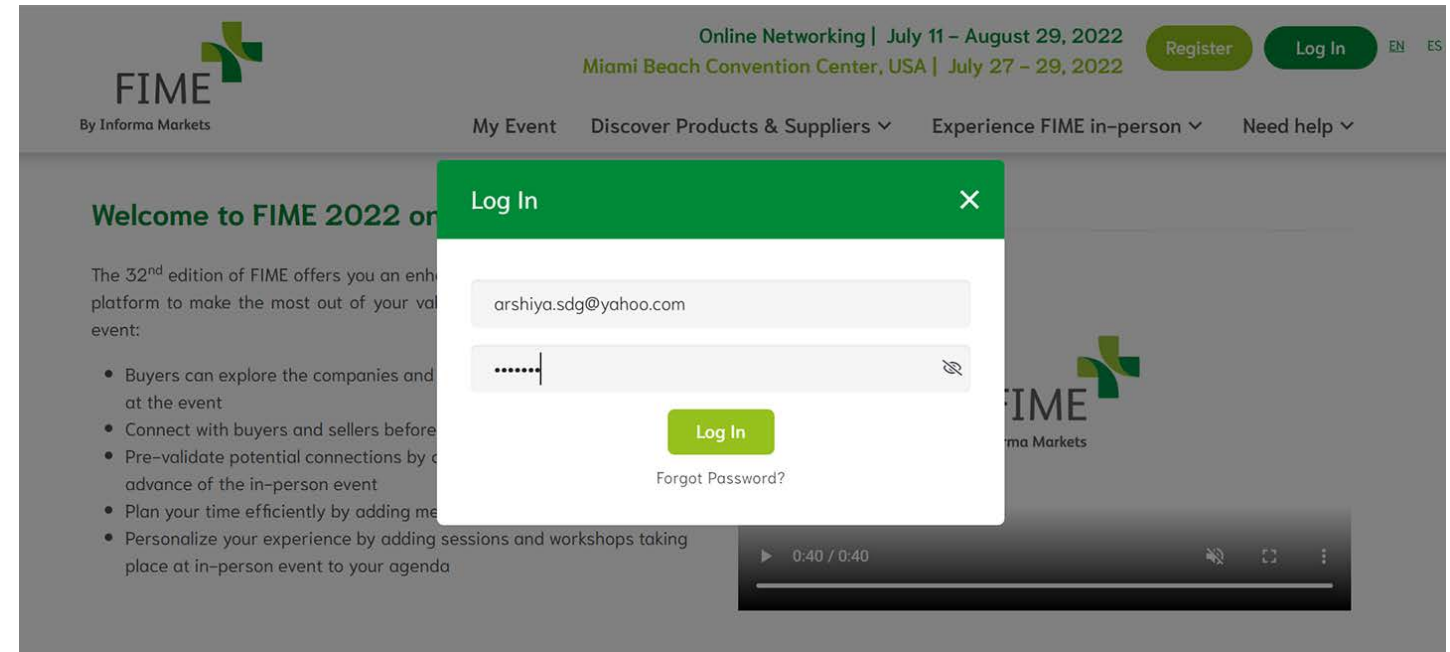 Online Networking | July 11 – August 29, 2022
Miami Beach Convention Center, USA | July 27 – 29, 2022
Register
Log In
EN ES
FIME
By Informa Markets
My Event Discover Products & Suppliers Experience FIME in-person Need help
Log In
Welcome to FIME 2022 on
The 32nd edition of FIME offers you an enh
platform to make the most out of your val
event:
arshiya.sdg@yahoo.com
•••••••
Log In
Forgot Password?
• Buyers can explore the companies and
at the event
• Connect with buyers and sellers before
• Pre-validate potential connections by
advance of the in-person event
• Plan your time efficiently by adding me
• Personalize your experience by adding sessions and workshops taking
place at in-person event to your agenda
FIME
rma Markets
0:40 / 0:40